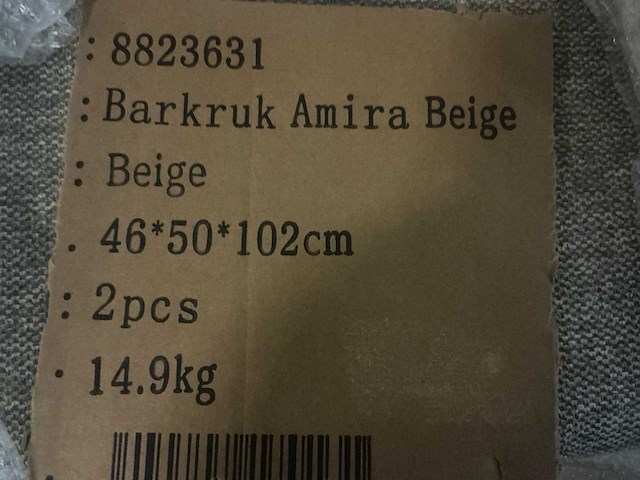 : 8823631
: Barkruk Amira Beige
: Beige
. 46*50*102cm
: 2pcs
. 14.9kg